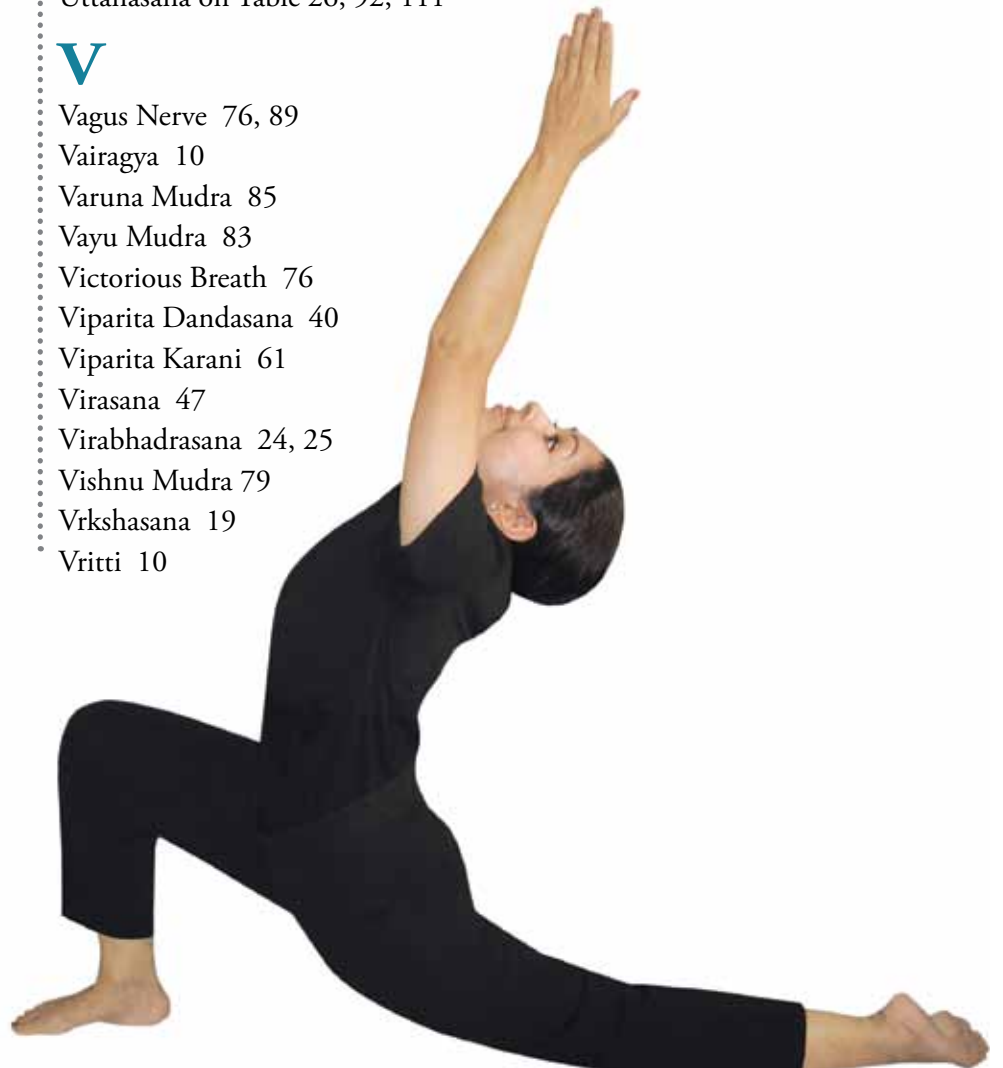 Uttanasana on Table 26, 92, 111
V
Vagus Nerve 76, 89
Vairagya 10
Varuna Mudra 85
Vayu Mudra 83
Victorious Breath 76
Viparita Dandasana 40
Viparita Karani 61
Virasana 47
Virabhadrasana 24, 25
Vishnu Mudra 79
Vrkshasana 19
Vritti 10